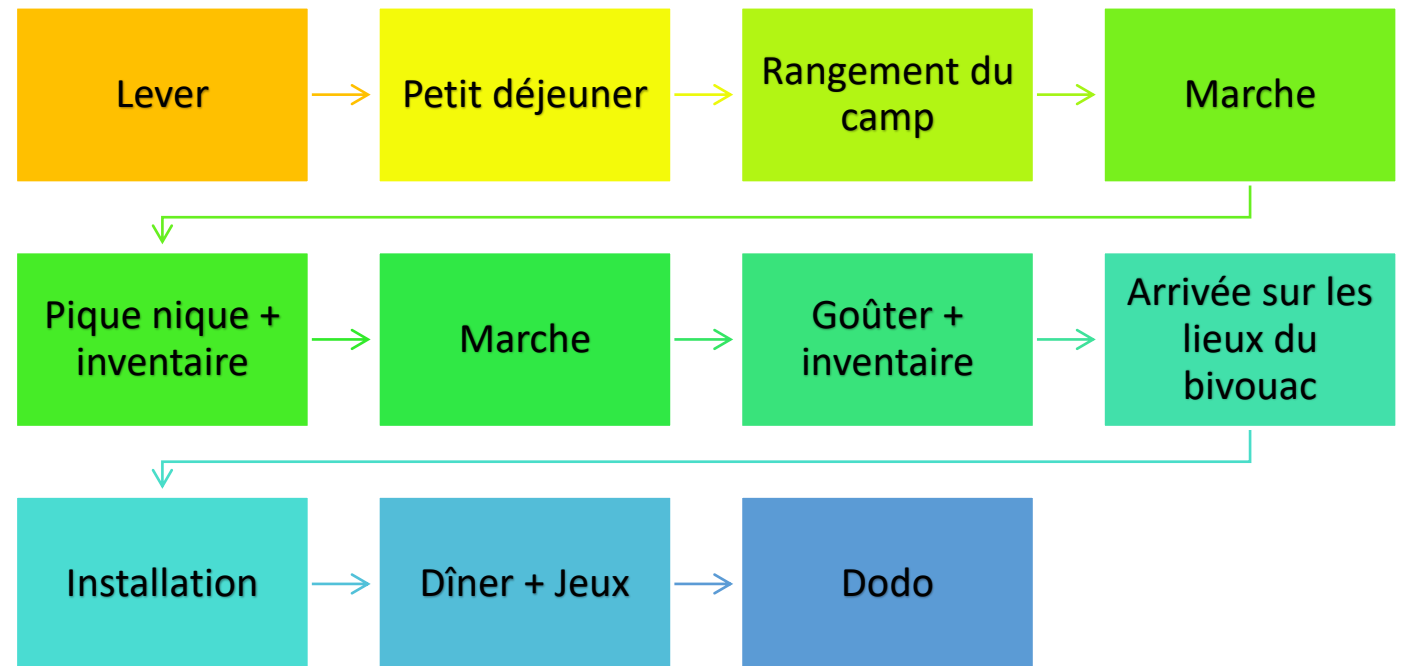 Lever
Petit déjeuner
Rangement du
camp
Marche
Pique nique +
inventaire
Marche
Goûter +
inventaire
Arrivée sur les
lieux du
bivouac
Installation
Dîner + Jeux
Dodo